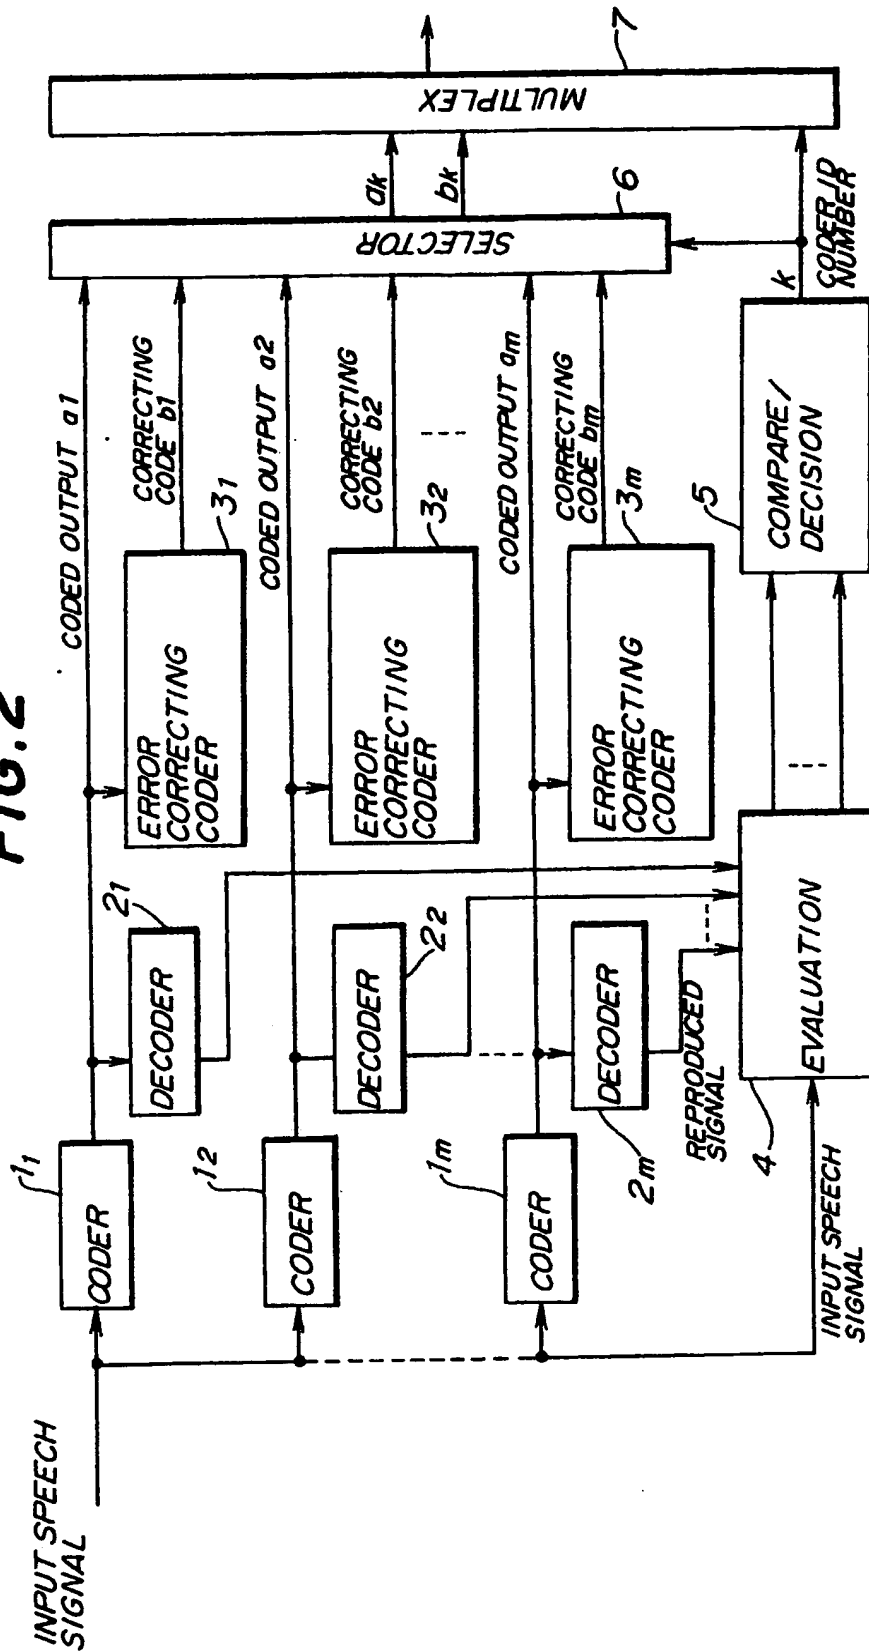 FIG.2
INPUT SPEECH
SIGNAL
CODER
11
DECODER
21
ERROR
CORRECTING
CODER
31
CODED OUTPUT a1
CORRECTING
CODE b1
CODER
12
DECODER
22
ERROR
CORRECTING
CODER
32
CODED OUTPUT a2
CORRECTING
CODE b2
CODER
1m
DECODER
2m
ERROR
CORRECTING
CODER
3m
CODED OUTPUT am
CORRECTING
CODE bm
REPRODUCED
SIGNAL
INPUT SPEECH
SIGNAL
EVALUATION
4
COMPARE/
DECISION
5
k
CODER ID
NUMBER
SELECTOR
6
ak
bk
MULTIPLEX
7